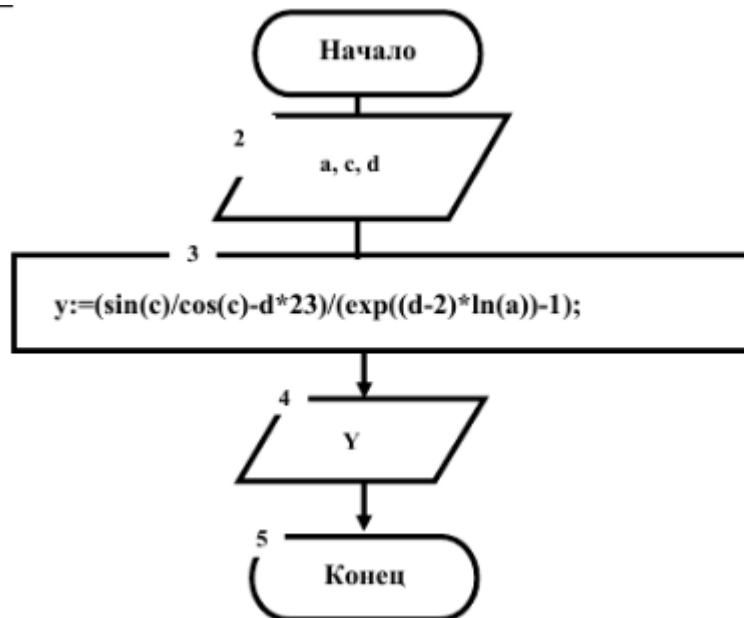 Начало
2
a, c, d
3
y:=(sin(c)/cos(c)-d*23)/(exp((d-2)*ln(a))-1);
4
Y
5
Конец